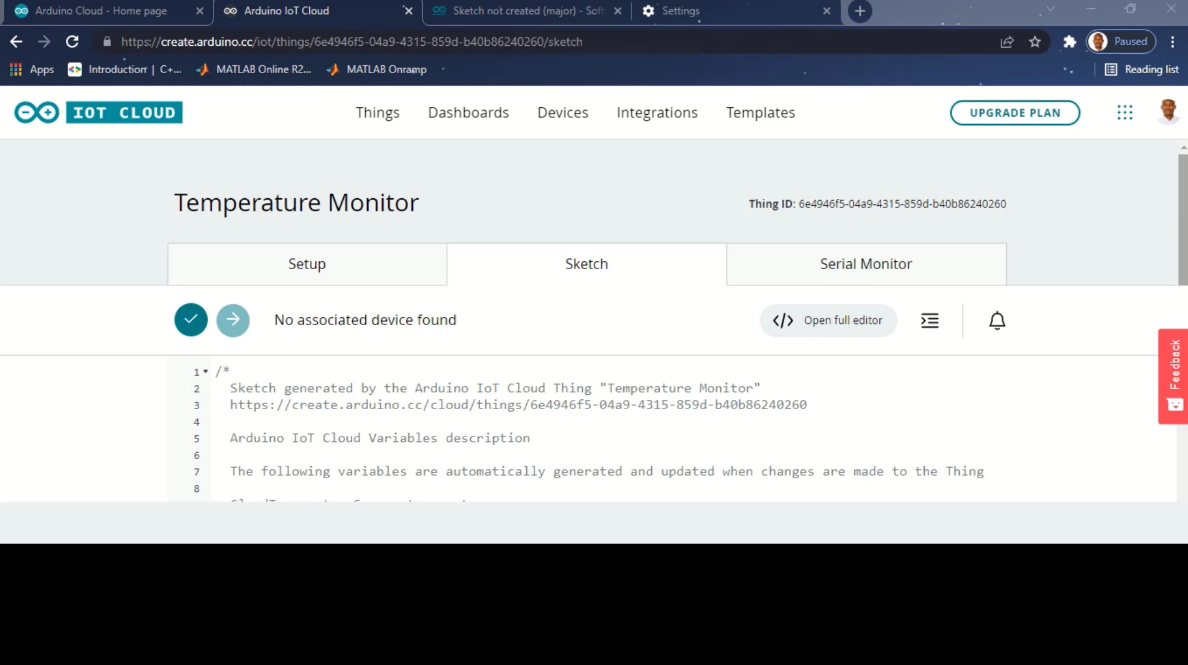 Arduino Cloud - Home page
Arduino IoT Cloud
Sketch not created (major) - Soft
Settings
https://create.arduino.cc/iot/things/6e4946f5-04a9-4315-859d-b40b86240260/sketch
Paused
Apps
Introduction | C+...
MATLAB Online R2...
MATLAB Onramp
Reading list
IOT CLOUD
Things
Dashboards
Devices
Integrations
Templates
UPGRADE PLAN
Temperature Monitor
Thing ID: 6e4946f5-04a9-4315-859d-b40b86240260
Setup
Sketch
Serial Monitor
No associated device found
</> Open full editor
Feedback
1 /*
2 Sketch generated by the Arduino IoT Cloud Thing "Temperature Monitor"
3 https://create.arduino.cc/cloud/things/6e4946f5-04a9-4315-859d-b40b86240260
4
5 Arduino IoT Cloud Variables description
6
7 The following variables are automatically generated and updated when changes are made to the Thing
8